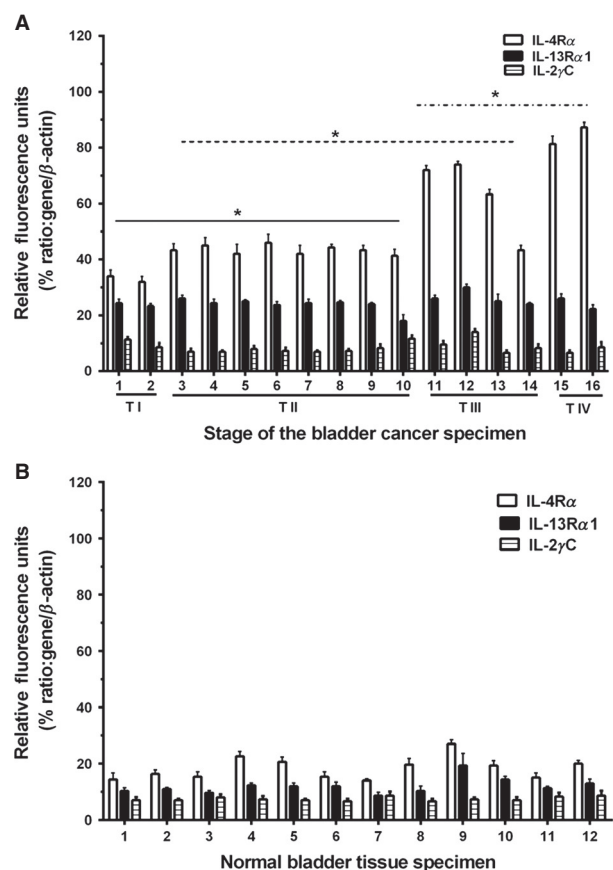 A
Relative fluorescence units
(% ratio:gene/β-actin)
120
100
80
60
40
20
0
IL-4Rα
IL-13Rα1
IL-2γC
*
*
*
1 2 3 4 5 6 7 8 9 10 11 12 13 14 15 16
T I T II T III T IV
Stage of the bladder cancer specimen
B
Relative fluorescence units
(% ratio:gene/β-actin)
120
100
80
60
40
20
0
IL-4Rα
IL-13Rα1
IL-2γC
1 2 3 4 5 6 7 8 9 10 11 12
Normal bladder tissue specimen